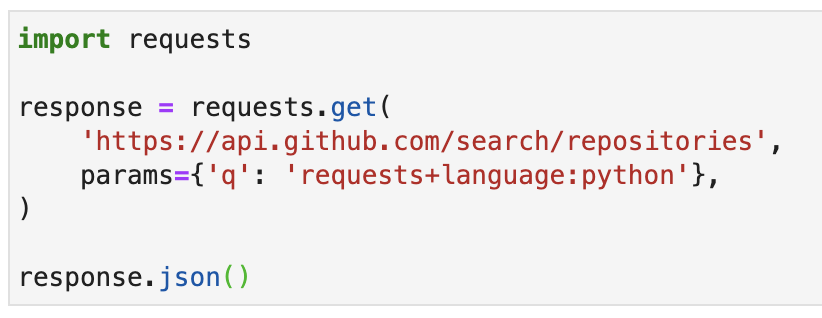 import requests

response = requests.get(
    'https://api.github.com/search/repositories',
    params={'q': 'requests+language:python'},
)

response.json()